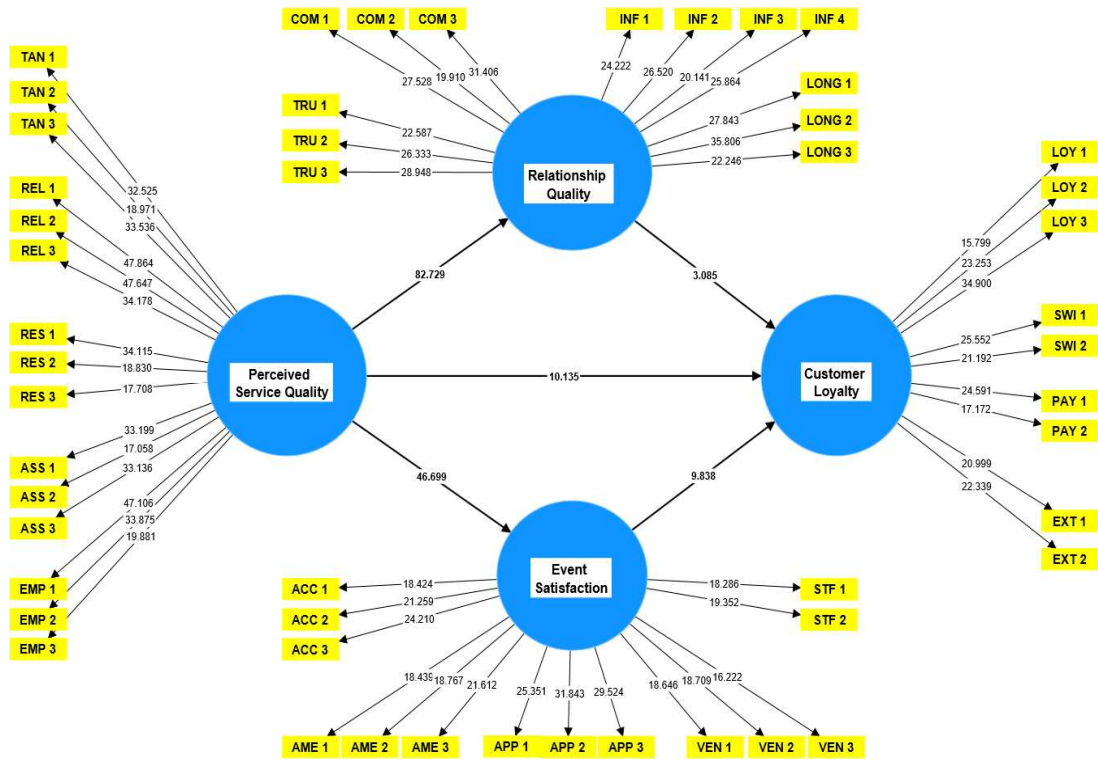 COM 1
COM 2
COM 3
INF 1
INF 2
INF 3
INF 4
TAN 1
TAN 2
TAN 3
27.528
19.910
31.406
24.222
26.520
20.141
25.864
TRU 1
TRU 2
TRU 3
22.587
26.333
28.948
Relationship
Quality
27.843
35.806
22.246
LONG 1
LONG 2
LONG 3
REL 1
REL 2
REL 3
32.525
18.971
33.536
47.864
47.647
34.178
LOY 1
LOY 2
LOY 3
15.799
23.253
34.900
82.729
3.085
RES 1
RES 2
RES 3
34.115
18.830
17.708
Perceived
Service Quality
10.135
Customer
Loyalty
25.552
21.192
24.591
17.172
SWI 1
SWI 2
PAY 1
PAY 2
ASS 1
ASS 2
ASS 3
33.199
17.058
33.136
47.106
33.875
19.881
46.699
9.838
20.999
22.339
EXT 1
EXT 2
EMP 1
EMP 2
EMP 3
ACC 1
ACC 2
ACC 3
18.424
21.259
24.210
Event
Satisfaction
18.286
19.352
STF 1
STF 2
18.439
18.767
21.612
25.351
31.843
29.524
18.646
18.709
16.222
AME 1
AME 2
AME 3
APP 1
APP 2
APP 3
VEN 1
VEN 2
VEN 3